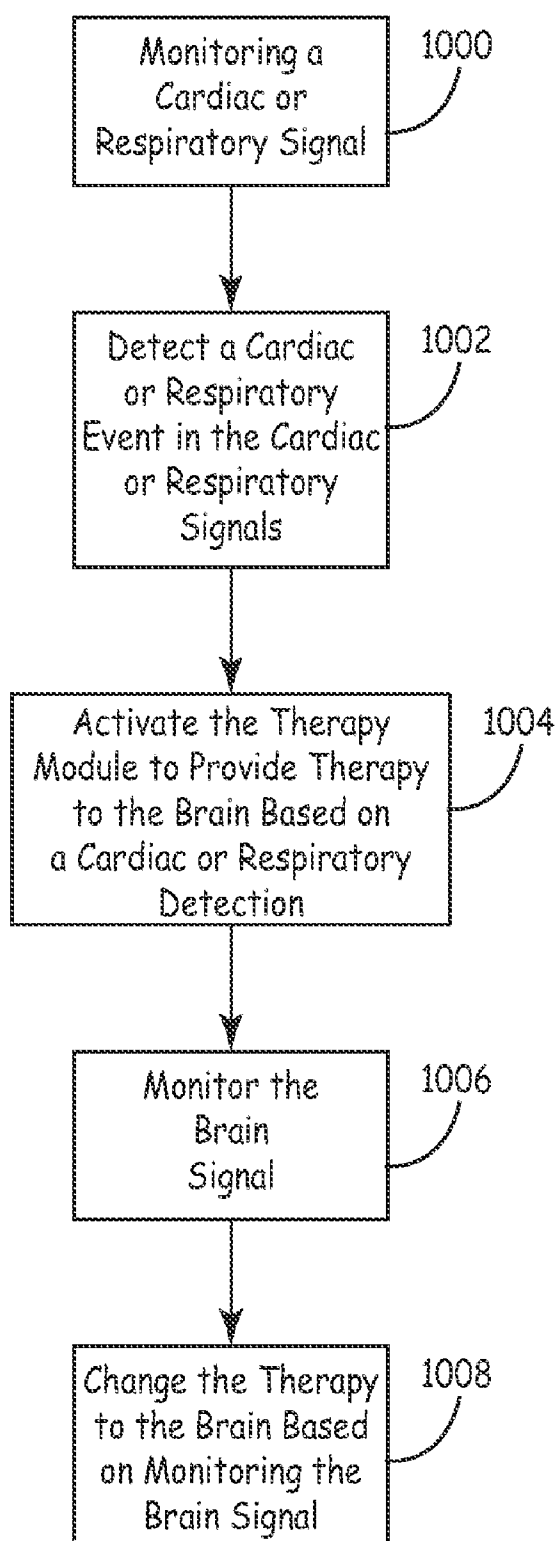 Monitoring a
Cardiac or
Respiratory Signal
1000
Detect a Cardiac
or Respiratory
Event in the Cardiac
or Respiratory
Signals
1002
Activate the Therapy
Module to Provide Therapy
to the Brain Based on
a Cardiac or Respiratory
Detection
1004
Monitor the
Brain
Signal
1006
Change the Therapy
to the Brain Based
on Monitoring the
Brain Signal
1008